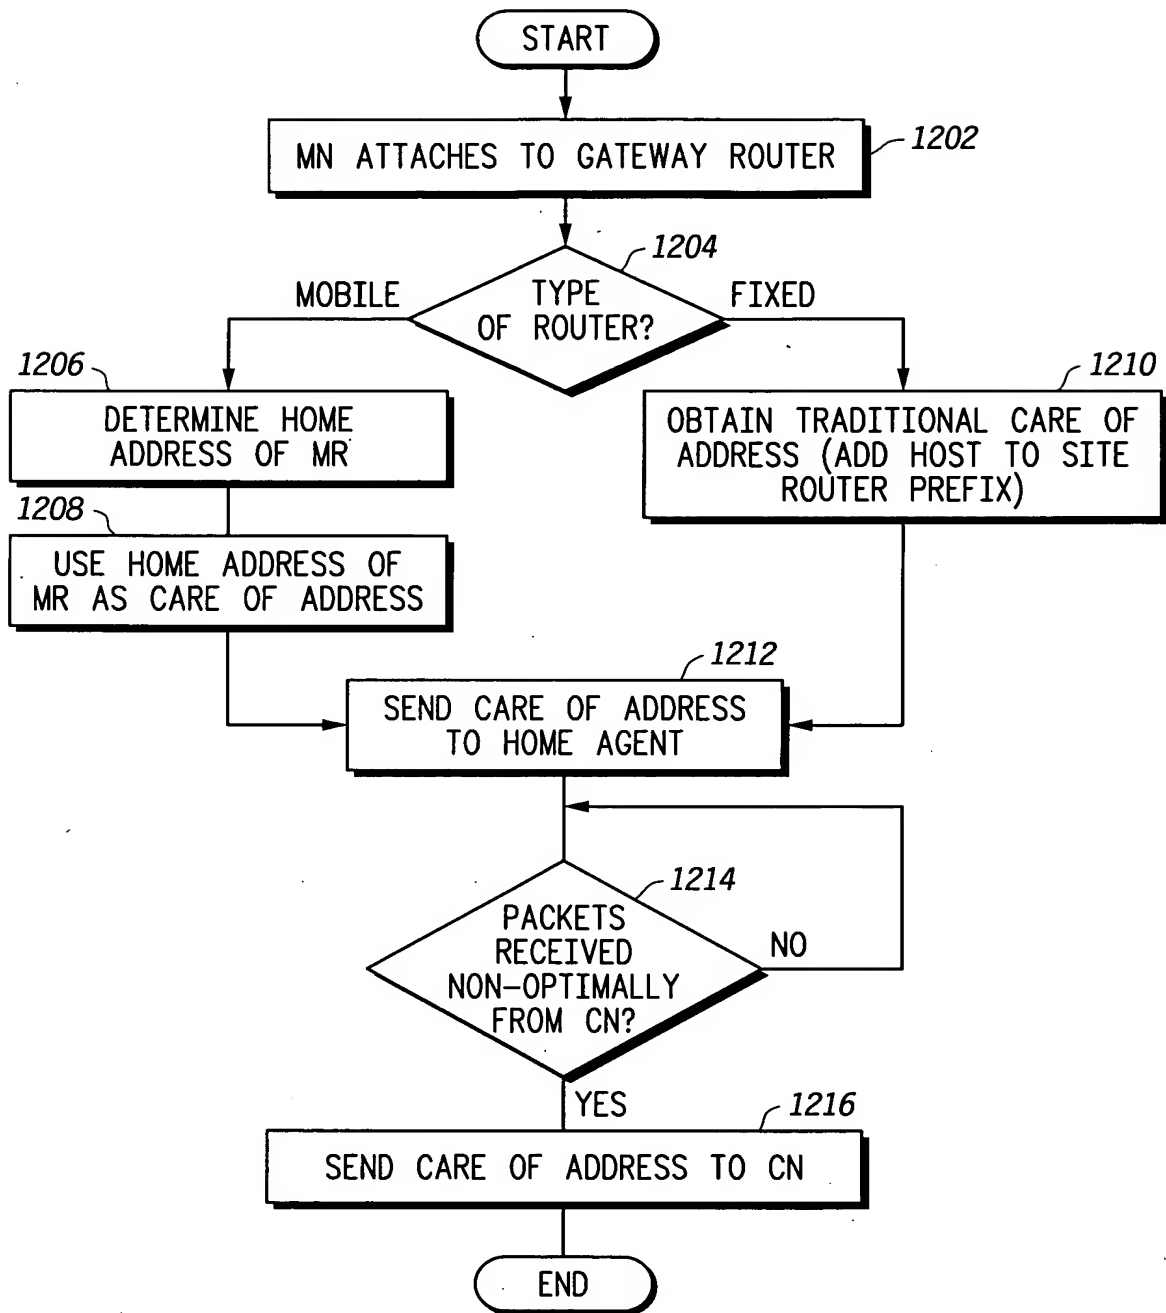 START
MN ATTACHES TO GATEWAY ROUTER
1202
1204
MOBILE
TYPE
OF ROUTER?
FIXED
1206
DETERMINE HOME
ADDRESS OF MR
1210
OBTAIN TRADITIONAL CARE OF
ADDRESS (ADD HOST TO SITE
ROUTER PREFIX)
1208
USE HOME ADDRESS OF
MR AS CARE OF ADDRESS
1212
SEND CARE OF ADDRESS
TO HOME AGENT
1214
PACKETS
RECEIVED
NON-OPTIMALLY
FROM CN?
NO
YES
1216
SEND CARE OF ADDRESS TO CN
END